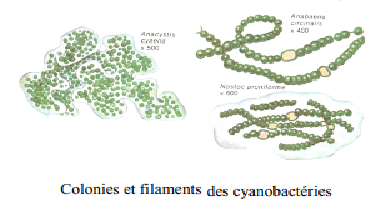 Anacystis
cyanea
x 500
Anabaena
circinalis
x 400
Nostoc pruniforme
x 600
Colonies et filaments des cyanobactéries